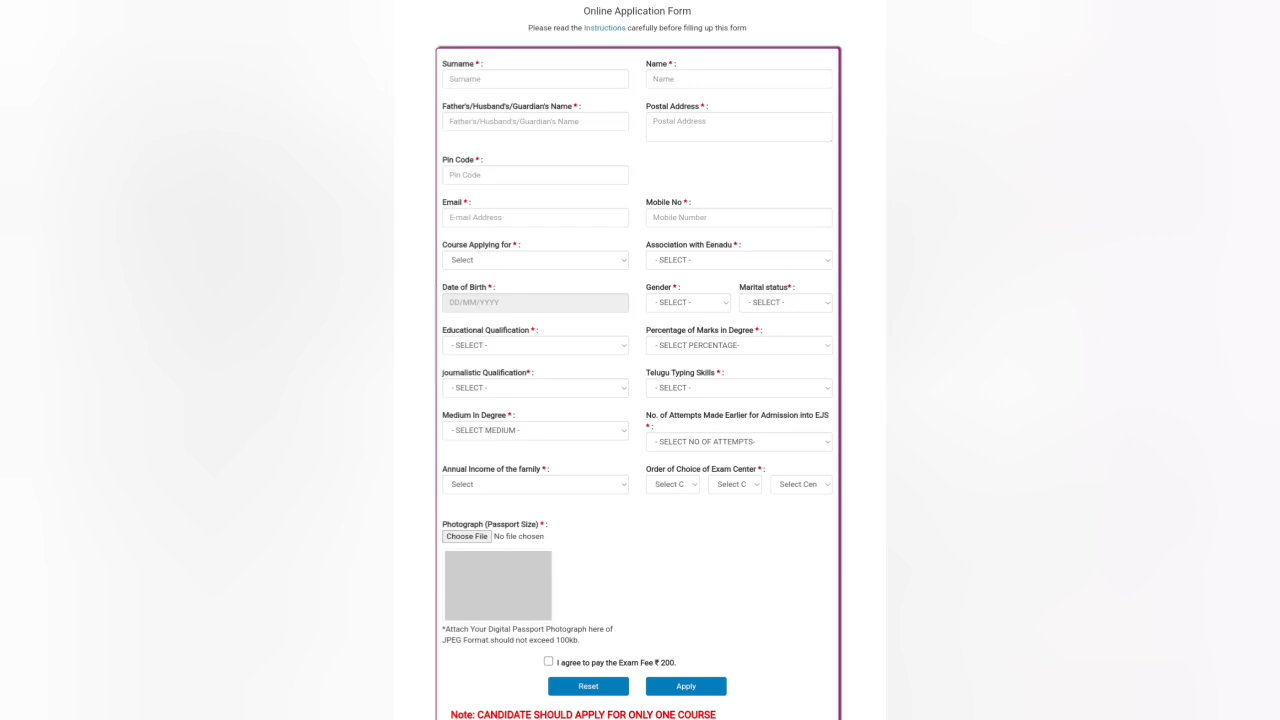 Online Application Form
Please read the Instructions carefully before filling up this form
Surname * :
Surname
Name * :
Name
Father's/Husband's/Guardian's Name * :
Father's/Husband's/Guardian's Name
Postal Address * :
Postal Address
Pin Code * :
Pin Code
Email * :
E-mail Address
Mobile No * :
Mobile Number
Course Applying for * :
Select
Association with Eenadu * :
- SELECT -
Date of Birth * :
DD/MM/YYYY
Gender * :
- SELECT -
Marital status* :
- SELECT -
Educational Qualification * :
- SELECT -
Percentage of Marks in Degree * :
- SELECT PERCENTAGE-
journalistic Qualification* :
- SELECT -
Telugu Typing Skills * :
- SELECT -
Medium In Degree * :
- SELECT MEDIUM -
No. of Attempts Made Earlier for Admission into EJS
* :
- SELECT NO OF ATTEMPTS-
Annual Income of the family * :
Select
Order of Choice of Exam Center * :
Select C
Select C
Select Cen
Photograph (Passport Size) * :
Choose File No file chosen
*Attach Your Digital Passport Photograph here of
JPEG Format should not exceed 100kb.
I agree to pay the Exam Fee ₹ 200.
Reset
Apply
Note: CANDIDATE SHOULD APPLY FOR ONLY ONE COURSE